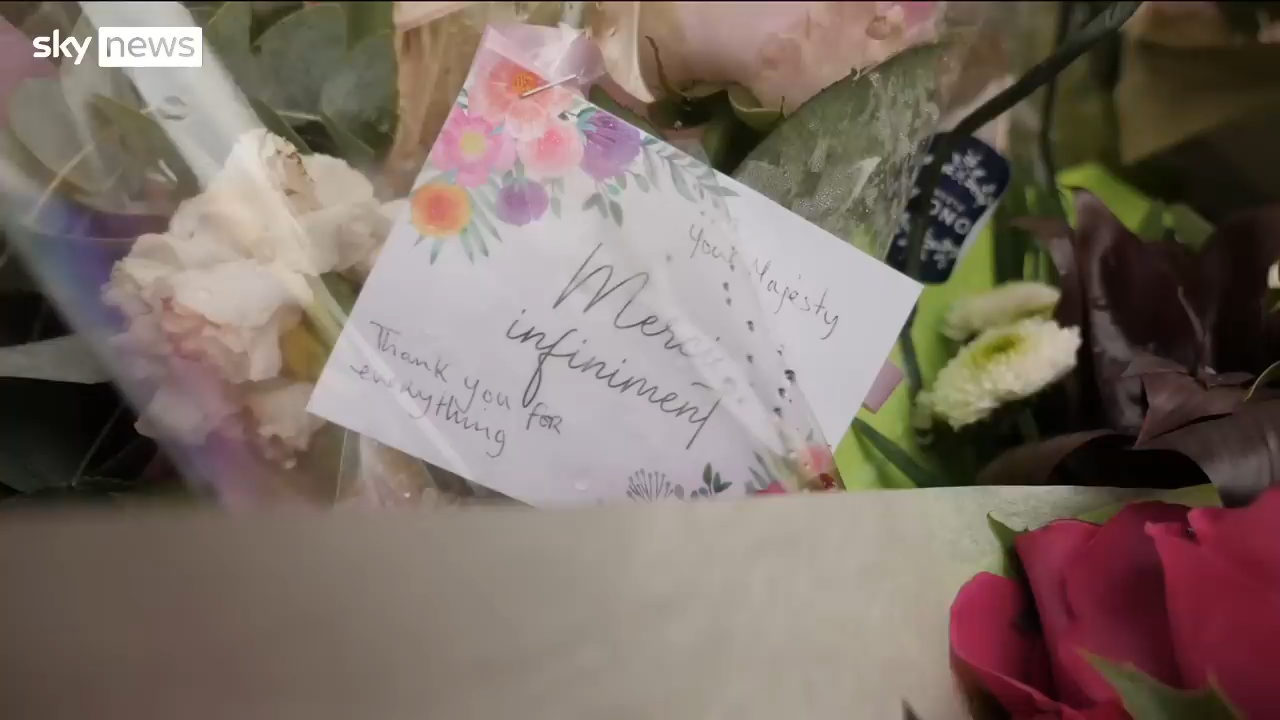 sky news
Your Majesty
Merci
infiniment
Thank you for
everything